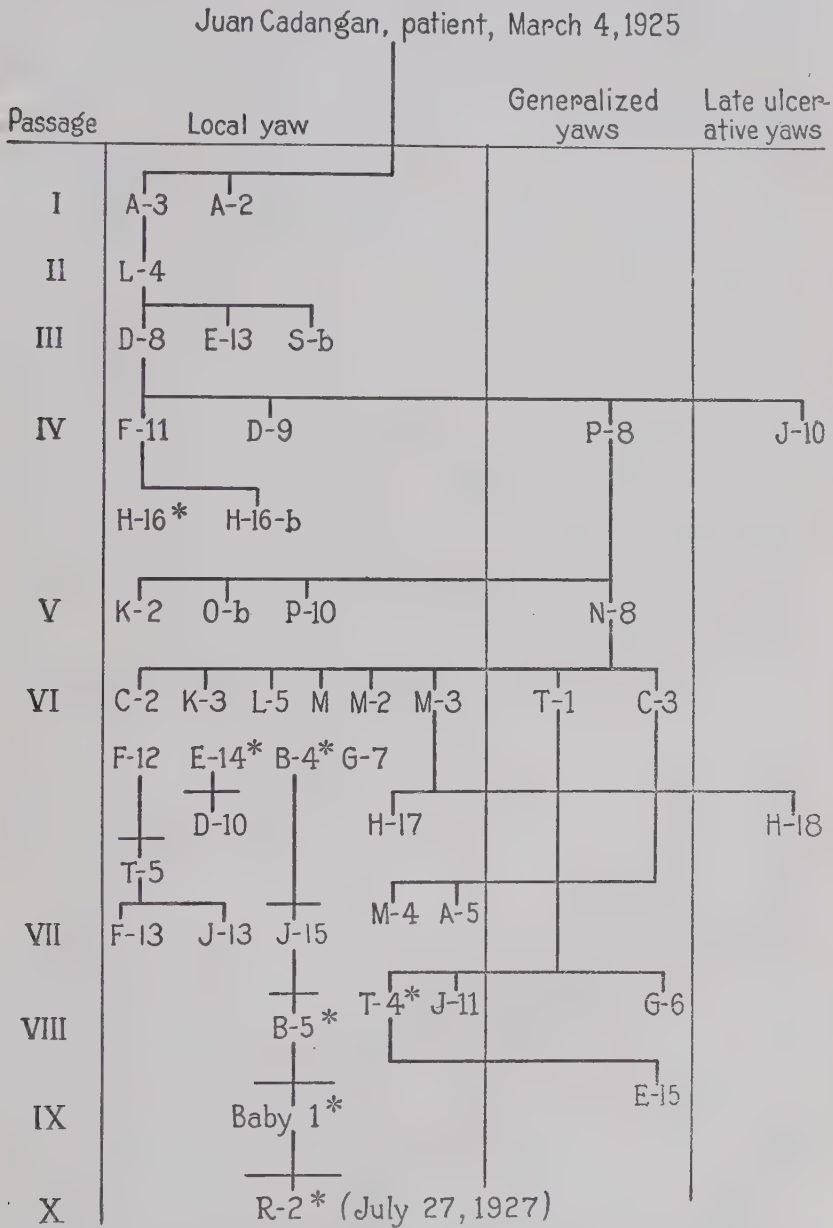 Juan Cadangan, patient, March 4, 1925
Passage Local yaw Generalized yaws Late ulcer-ative yaws
I A-3 A-2
II L-4
III D-8 E-13 S-b
IV F-11 D-9 P-8 J-10
H-16* H-16-b
V K-2 O-b P-10 N-8
VI C-2 K-3 L-5 M M-2 M-3 T-1 C-3
F-12 E-14* B-4* G-7
D-10 H-17 H-18
T-5
M-4 A-5
VII F-13 J-13 J-15
T-4* J-11 G-6
VIII B-5*
E-15
IX Baby 1*
X R-2* (July 27, 1927)